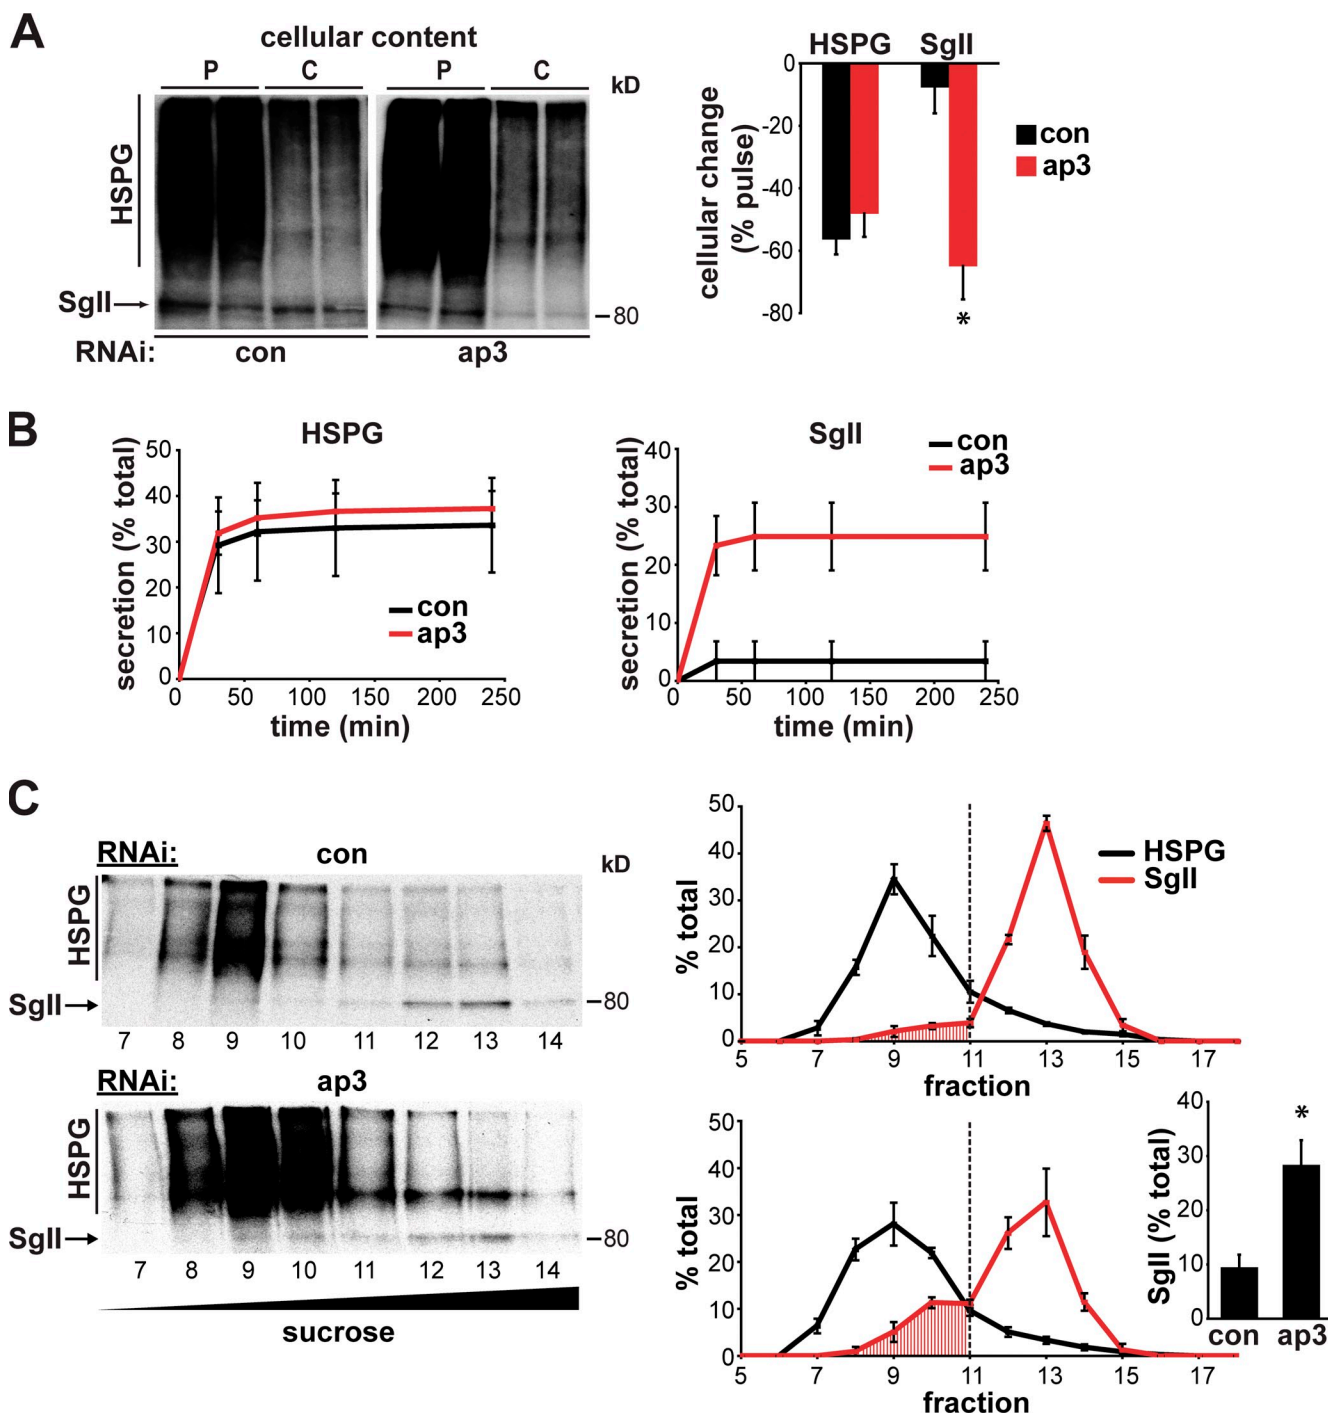 A
cellular content
P C P C kD
HSPG
SgII
80
RNAi: con ap3
HSPG SgII
0
-20
-40
-60
-80
cellular change
(% pulse)
*
con
ap3
B
HSPG
secretion (% total)
50
40
30
20
10
0
0 50 100 150 200 250
time (min)
con
ap3
SgII
secretion (% total)
40
30
20
10
0
0 50 100 150 200 250
time (min)
con
ap3
C
RNAi: con kD
HSPG
SgII
80
7 8 9 10 11 12 13 14
RNAi: ap3
HSPG
SgII
80
7 8 9 10 11 12 13 14
sucrose
% total
50
40
30
20
10
0
5 7 9 11 13 15 17
fraction
HSPG
SgII
% total
50
40
30
20
10
0
5 7 9 11 13 15 17
fraction
SgII (% total)
40
30
20
10
0
*
con ap3